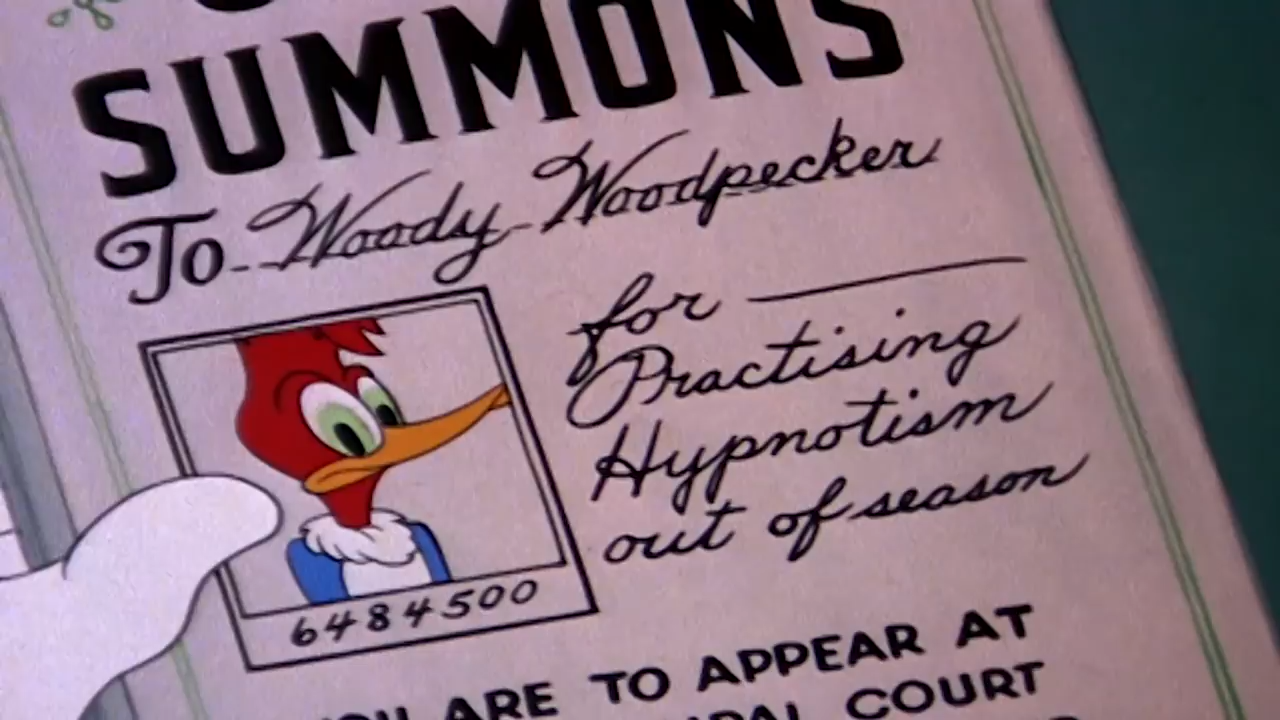 SUMMONS
To Woody Woodpecker
for
Practising
Hypnotism
out of season
6484500
ARE TO APPEAR AT
COURT